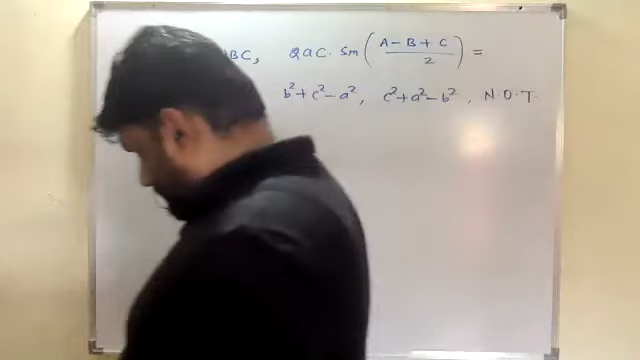 BC, 2ac. Sin (A-B+C/2) =
b²+c²-a², c²+a²-b², N.O.T.